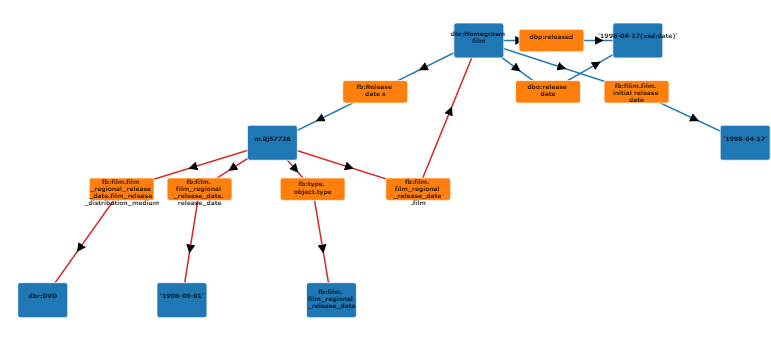 dbr:Homegrown
film
dbp:released
'1998-04-17(xsd:date)'
fb:Release
date s
dbo:release
date
fb:filim.film.
initial release
date
m.0j57726
'1998-04-17'
fb:film.film
_regional_release
_date.film_release
_distribution_medium
fb:film.
film_regional
_release_date.
release_date
fb:type.
object.type
fb:film.
film_regional
_release_date
.film
dbr:DVD
'1998-09-01'
fb:film.
film_regional
_release_date